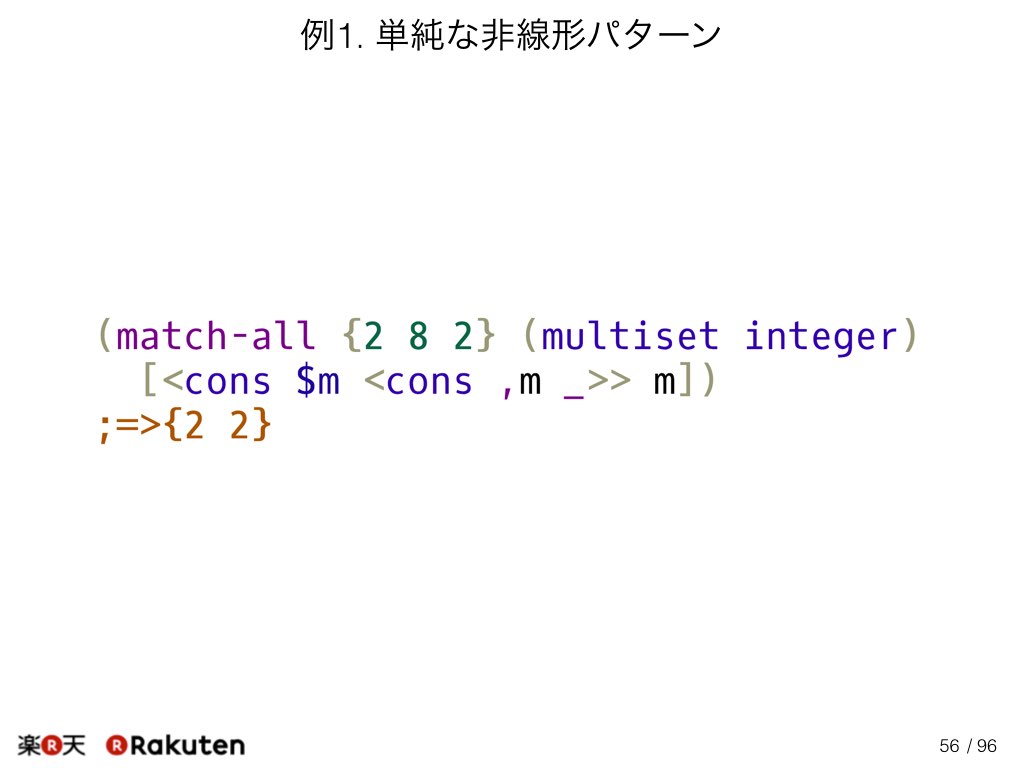 例1. 単純な非線形パターン
(match-all {2 8 2} (multiset integer)
[<cons $m <cons ,m _>> m])
;=>{2 2}
楽R天 R Rakuten
56 / 96